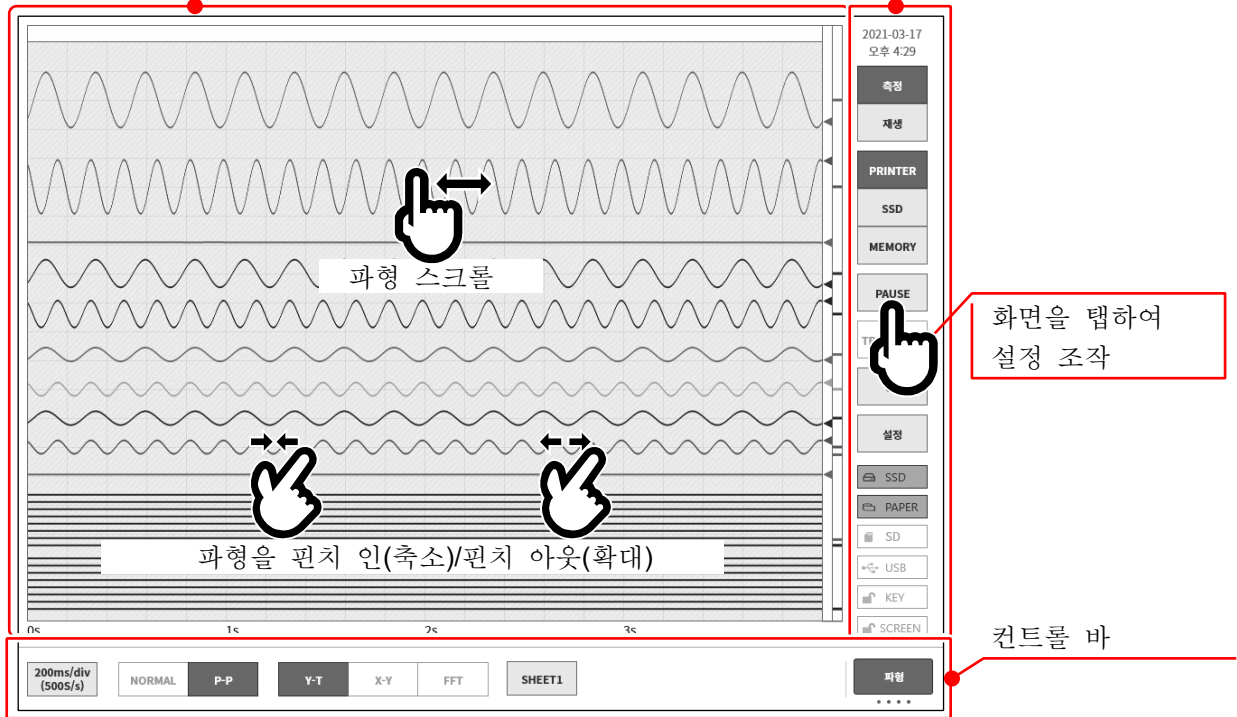 2021-03-17
오후 4:29
측정
재생
PRINTER
SSD
MEMORY
PAUSE
설정
SSD
PAPER
SD
USB
KEY
SCREEN
파형 스크롤
파형을 핀치 인(축소)/핀치 아웃(확대)
0s 1s 2s 3s
화면을 탭하여
설정 조작
컨트롤 바
200ms/div
(500S/s)
NORMAL P-P Y-T X-Y FFT SHEET1 파형